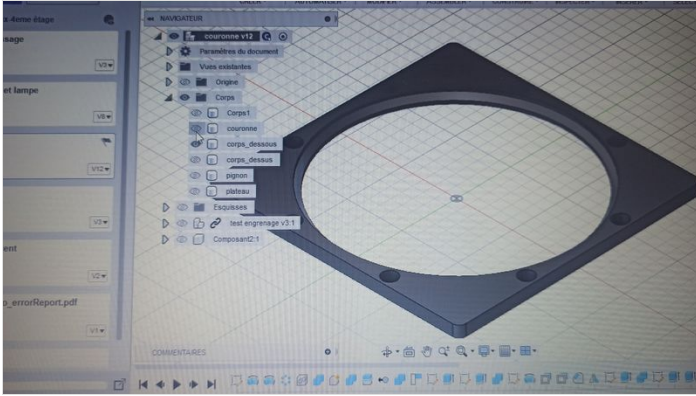 x-4ème étage
sage
V3
et lampe
V8
V12
V3
ent
V2
o_errorReport.pdf
V1
NAVIGATEUR
couronne v12
Paramètres du document
Vues existantes
Origine
Corps
Corps1
couronne
corps_dessous
corps_dessus
pignon
plateau
Esquisses
test engrenage v3:1
Composant2:1
COMMENTAIRES